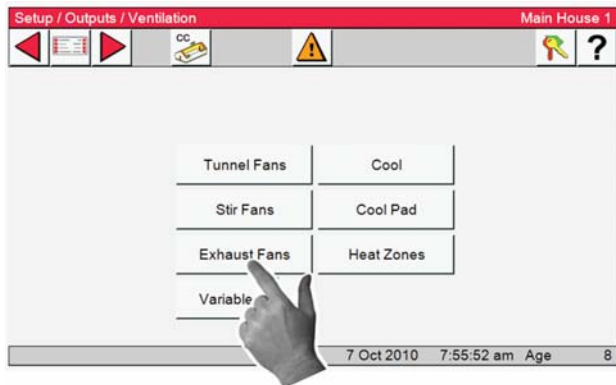 Setup / Outputs / Ventilation Main House 1
CC ?
Tunnel Fans Cool
Stir Fans Cool Pad
Exhaust Fans Heat Zones
Variable
7 Oct 2010 7:55:52 am Age 8